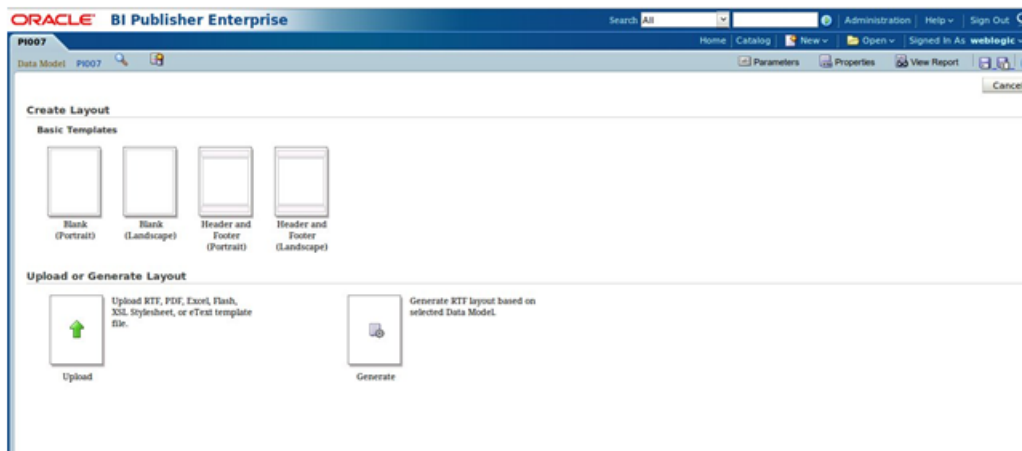 ORACLE BI Publisher Enterprise
Search All Administration Help Sign Out
PI007 Home Catalog New Open Signed In As weblogic
Data Model PI007 Parameters Properties View Report
Cancel
Create Layout
Basic Templates
Blank (Portrait)
Blank (Landscape)
Header and Footer (Portrait)
Header and Footer (Landscape)
Upload or Generate Layout
Upload RTF, PDF, Excel, Flash,
XSL Stylesheet, or eText template
file.
Generate RTF layout based on
selected Data Model.
Upload
Generate